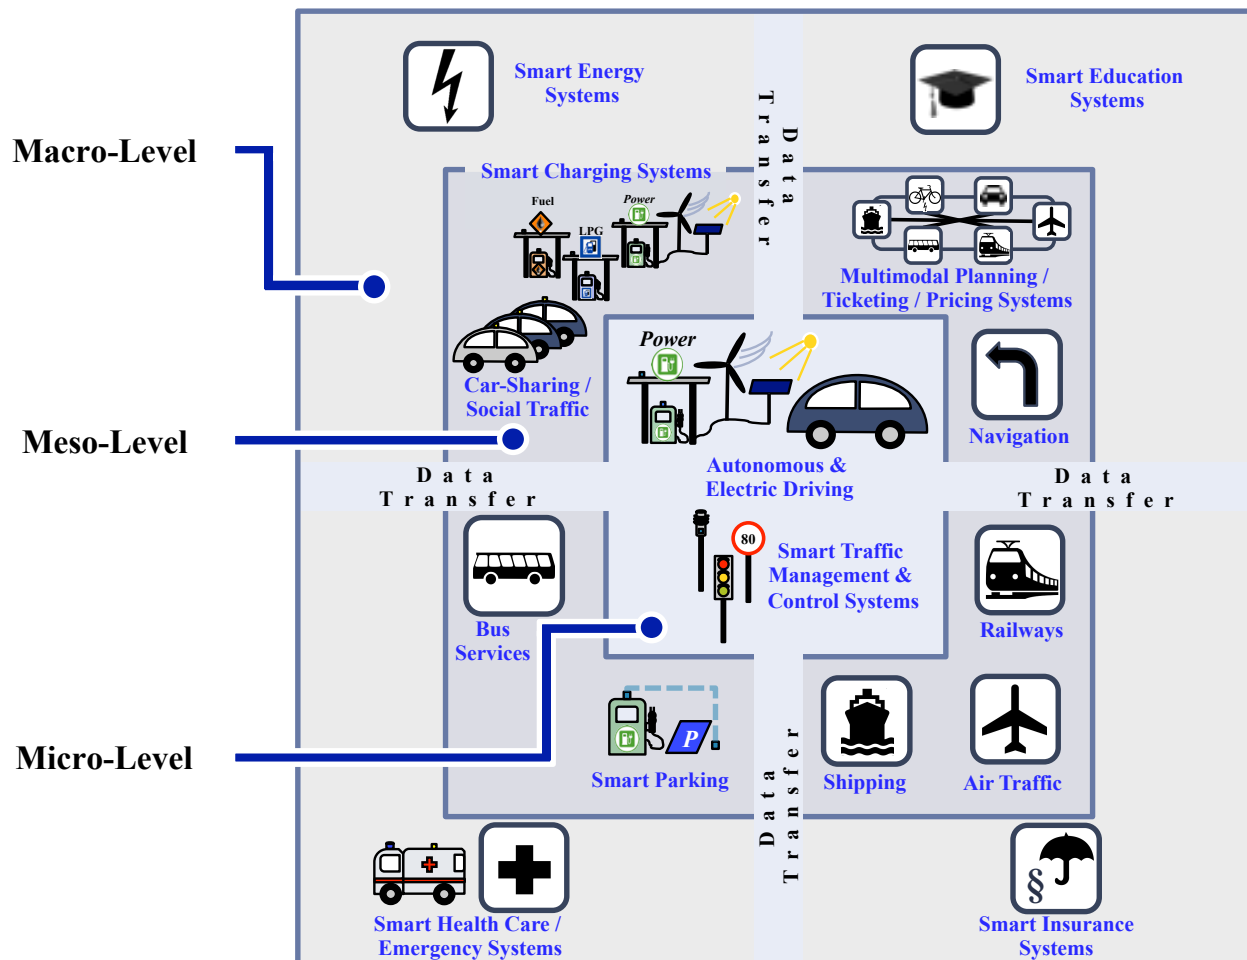 Smart Energy
Systems
Smart Education
Systems
Data
Transfer
Macro-Level
Smart Charging Systems
Fuel
LPG
Power
Multimodal Planning /
Ticketing / Pricing Systems
Power
Car-Sharing /
Social Traffic
Navigation
Meso-Level
Autonomous &
Electric Driving
Data
Transfer
Data
Transfer
80
Smart Traffic
Management &
Control Systems
Bus
Services
Railways
Micro-Level
P
Smart Parking
Shipping
Air Traffic
Data
Transfer
§
Smart Health Care /
Emergency Systems
Smart Insurance
Systems